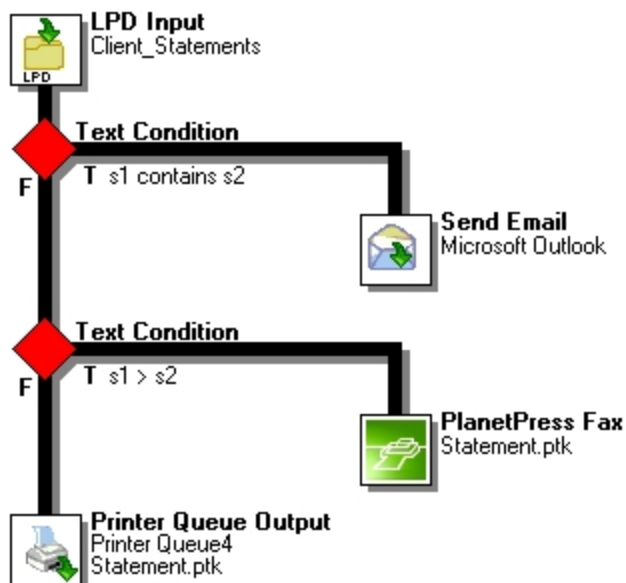 LPD Input
Client_Statements
LPD
Text Condition
F
T s1 contains s2
Send Email
Microsoft Outlook
Text Condition
F
T s1 > s2
PlanetPress Fax
Statement.ptk
Printer Queue Output
Printer Queue4
Statement.ptk